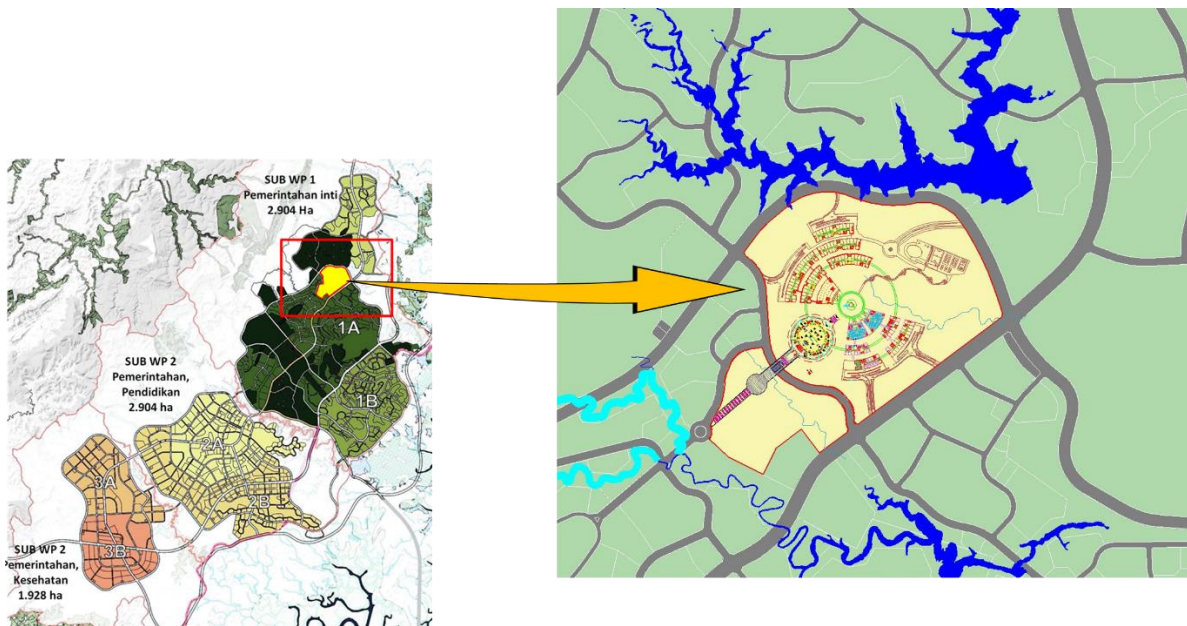 SUB WP 1
Pemerintahan inti
2.904 Ha
1A
SUB WP 2
Pemerintahan,
Pendidikan
2.904 ha
1B
2A
3A
2B
3B
SUB WP 2
Pemerintahan,
Kesehatan
1.928 ha